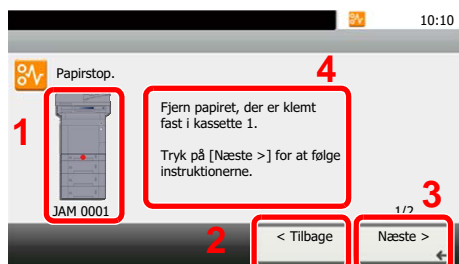 10:10
Papirstop.
4
Fjern papiret, der er klemt
fast i kassette 1.
Tryk på [Næste >] for at følge
instruktionerne.
1
JAM 0001
3
1/2
2
< Tilbage
Næste >